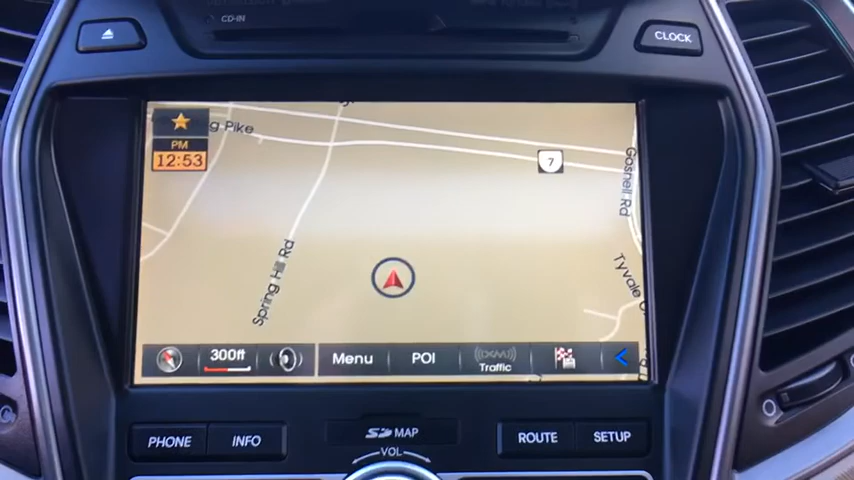 CD-IN
CLOCK
g Pike
PM
12:53
7
Gosnell Rd
Spring Hill Rd
Tyvale
300ft
Menu
POI
((XM))
Traffic
PHONE
INFO
SD MAP
ROUTE
SETUP
VOL